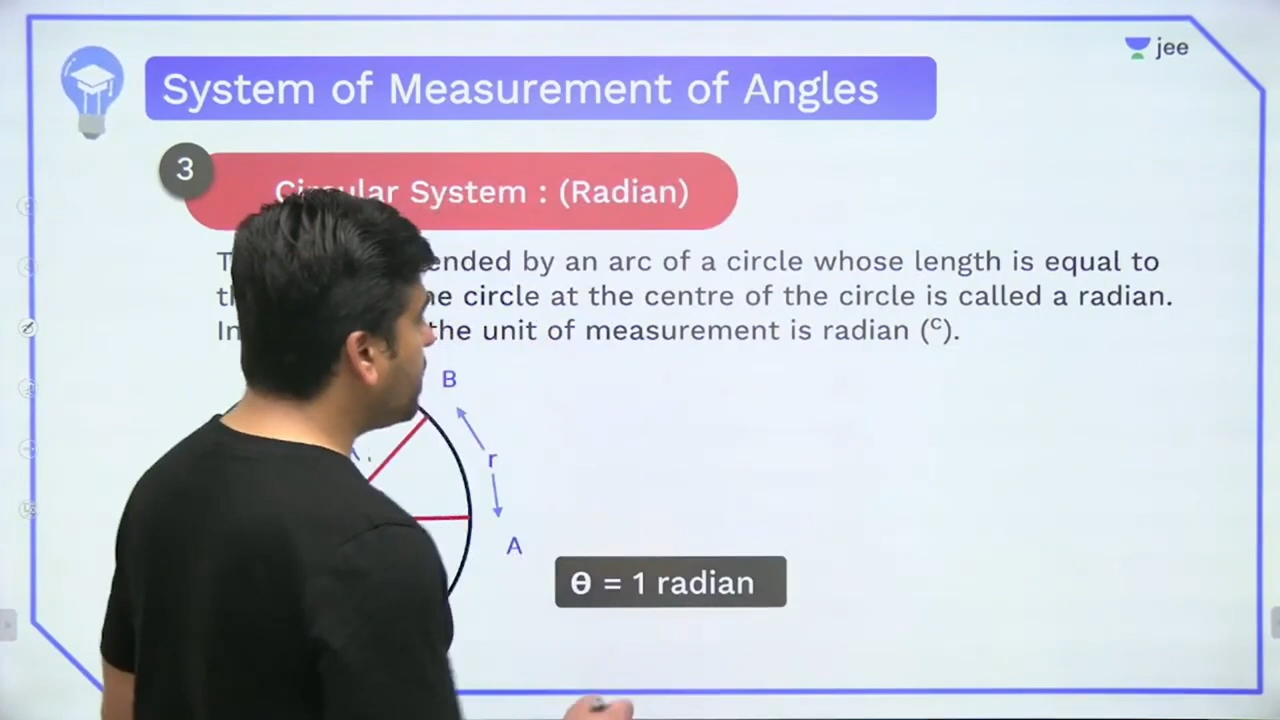 jee
System of Measurement of Angles
3
Circular System : (Radian)
ended by an arc of a circle whose length is equal to
circle at the centre of the circle is called a radian.
In the unit of measurement is radian (ᶜ).
B
r
A
θ = 1 radian